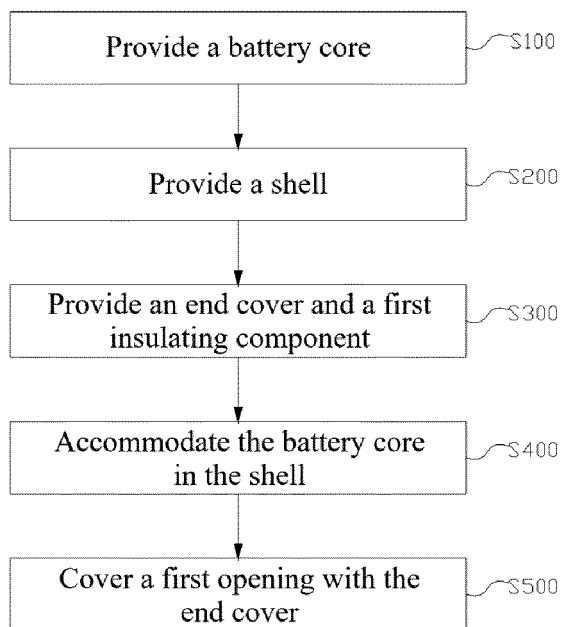 Provide a battery core
S100
Provide a shell
S200
Provide an end cover and a first
insulating component
S300
Accommodate the battery core
in the shell
S400
Cover a first opening with the
end cover
S500